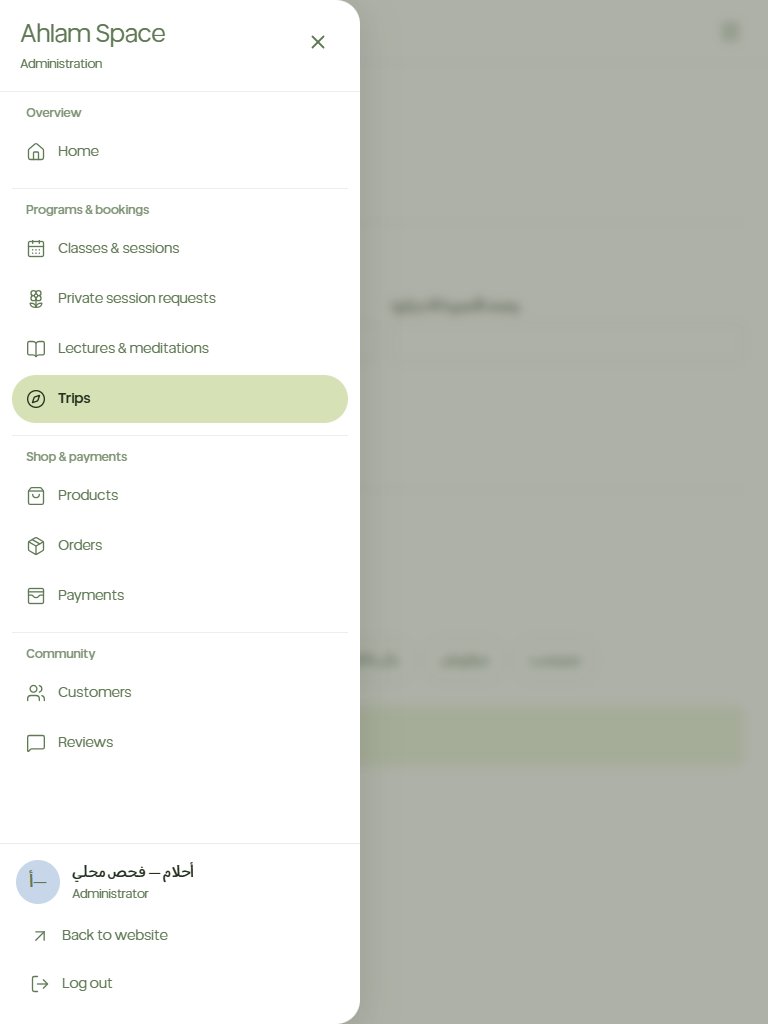 Ahlam Space
Administration
Overview
Home
Programs & bookings
Classes & sessions
Private session requests
Lectures & meditations
Trips
Shop & payments
Products
Orders
Payments
Community
Customers
Reviews
أ—
أحلام — فحص محلي
Administrator
Back to website
Log out